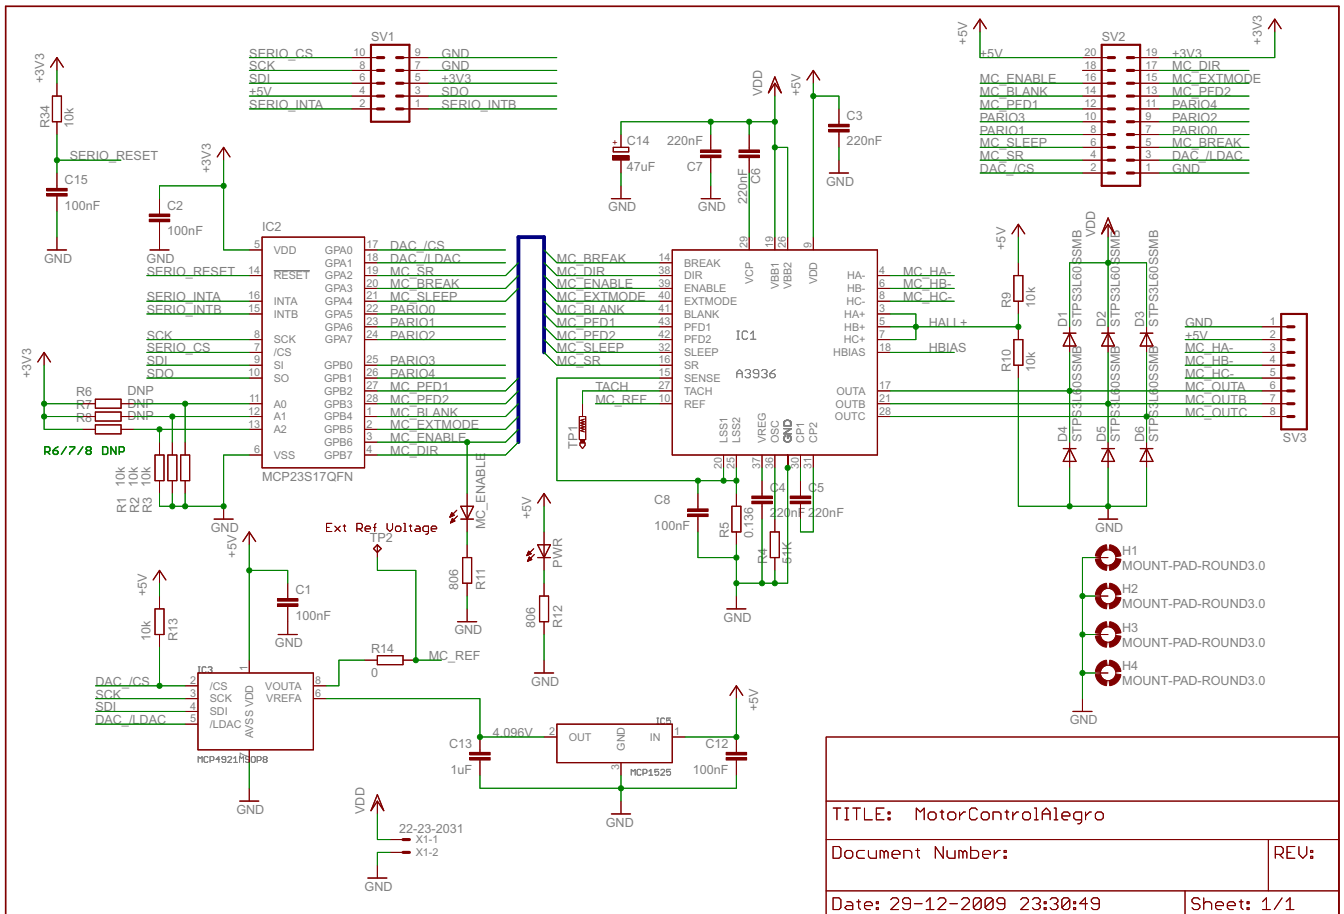 SV1
SERIO_CS 10 9 GND
SCK 8 7 GND
SDI 6 5 +3V3
+5V 4 3 SDO
SERIO_INTA 2 1 SERIO_INTB
+5V
+3V3
SV2
+5V 20 19 +3V3
18 17 MC_DIR
MC_ENABLE 16 15 MC_EXTMODE
MC_BLANK 14 13 MC_PFD2
MC_PFD1 12 11 PARIO4
PARIO3 10 9 PARIO2
PARIO1 8 7 PARIO0
MC_SLEEP 6 5 MC_BREAK
MC_SR 4 3 DAC_/LDAC
DAC_/CS 2 1 GND
+3V3
R34
10k
SERIO_RESET
C15
100nF
GND
+3V3
C2
100nF
GND
VDD
+5V
C14
47uF
GND
220nF
C7
GND
C6
220nF
C3
220nF
GND
IC2
5 VDD GPA0 17 DAC_/CS
GPA1 18 DAC_/LDAC
SERIO_RESET 14 RESET GPA2 19 MC_SR
GPA3 20 MC_BREAK
SERIO_INTA 16 INTA GPA4 21 MC_SLEEP
SERIO_INTB 15 INTB GPA5 22 PARIO0
GPA6 23 PARIO1
SCK 8 SCK GPA7 24 PARIO2
SERIO_CS 7 /CS
SDI 9 SI GPB0 25 PARIO3
SDO 10 SO GPB1 26 PARIO4
GPB2 27 MC_PFD1
11 A0 GPB3 28 MC_PFD2
12 A1 GPB4 1 MC_BLANK
13 A2 GPB5 2 MC_EXTMODE
GPB6 3 MC_ENABLE
6 VSS GPB7 4 MC_DIR
MCP23S17QFN
+3V3
R6 DNP
R7 DNP
R8
R6/7/8 DNP
R1 10k
R2 10k
R3 10k
GND
29 19 26 9
VCP VBB1 VBB2 VDD
MC_BREAK 14 BREAK
MC_DIR 38 DIR
MC_ENABLE 39 ENABLE
MC_EXTMODE 40 EXTMODE
MC_BLANK 41 BLANK
MC_PFD1 43 PFD1
MC_PFD2 42 PFD2
MC_SLEEP 32 SLEEP
MC_SR 16 SR
15 SENSE
TACH 27 TACH
MC_REF 10 REF
TP1
IC1
A3936
HA- 4 MC_HA-
HB- 6 MC_HB-
HC- 8 MC_HC-
HA+ 3
HB+ 5 HALL+
HC+ 7
HBIAS 18 HBIAS
OUTA 17
OUTB 21
OUTC 28
LSS1 LSS2 VREG OSC GND CP1 CP2
20 25 37 36 30 31
C8
100nF
R5
0.136
C4
220nF
R4
51K
C5
220nF
GND
+5V
R9
10k
R10
10k
VDD
D1 STPS3L60SSMB
D2 STPS3L60SSMB
D3 STPS3L60SSMB
D4 STPS3L60SSMB
D5 STPS3L60SSMB
D6 STPS3L60SSMB
GND
GND 1
+5V 2
MC_HA- 3
MC_HB- 4
MC_HC- 5
MC_OUTA 6
MC_OUTB 7
MC_OUTC 8
SV3
MC_ENABLE
806
R11
GND
+5V
PWR
806
R12
GND
Ext Ref Voltage
TP2
+5V
C1
100nF
GND
+5V
10k
R13
R14
0
MC_REF
IC3
DAC_/CS 2 /CS VOUTA 8
SCK 3 SCK VREFA 6
SDI 4 SDI
DAC_/LDAC 5 /LDAC
1
AVSS VDD
7
MCP4921MSOP8
GND
4.096V
2 OUT GND IN 1
3
IC5
MCP1525
+5V
C13
1uF
C12
100nF
GND
VDD
22-23-2031
X1-1
X1-2
GND
H1
MOUNT-PAD-ROUND3.0
H2
MOUNT-PAD-ROUND3.0
H3
MOUNT-PAD-ROUND3.0
H4
MOUNT-PAD-ROUND3.0
GND
TITLE: MotorControlAlegro
Document Number:
REV:
Date: 29-12-2009 23:30:49
Sheet: 1/1